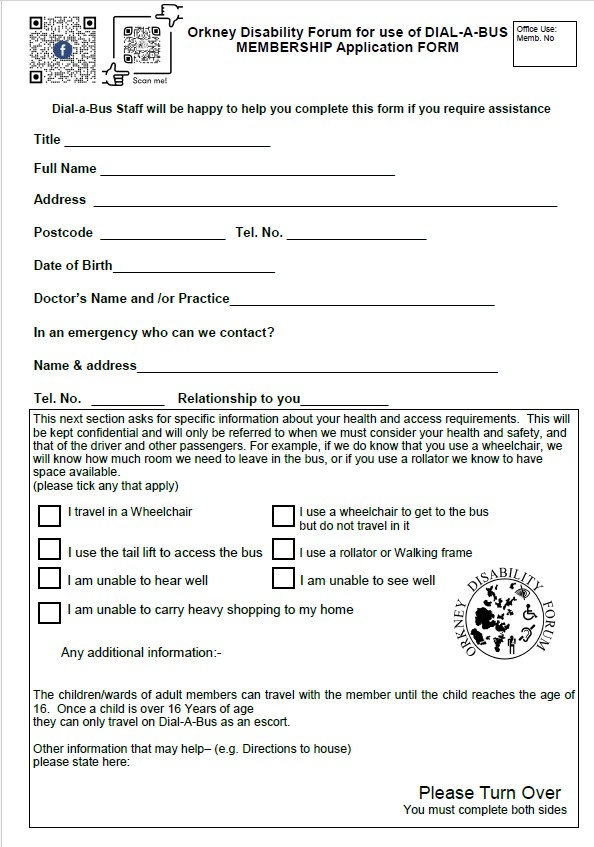 Scan me!
Orkney Disability Forum for use of DIAL-A-BUS
MEMBERSHIP Application FORM
Office Use:
Memb. No
Dial-a-Bus Staff will be happy to help you complete this form if you require assistance
Title
Full Name
Address
Postcode Tel. No.
Date of Birth
Doctor's Name and /or Practice
In an emergency who can we contact?
Name & address
Tel. No. Relationship to you
This next section asks for specific information about your health and access requirements. This will
be kept confidential and will only be referred to when we must consider your health and safety, and
that of the driver and other passengers. For example, if we do know that you use a wheelchair, we
will know how much room we need to leave in the bus, or if you use a rollator we know to have
space available.
(please tick any that apply)
I travel in a Wheelchair
I use a wheelchair to get to the bus
but do not travel in it
I use the tail lift to access the bus
I use a rollator or Walking frame
I am unable to hear well
I am unable to see well
I am unable to carry heavy shopping to my home
ORKNEY DISABILITY FORUM
Any additional information:-
The children/wards of adult members can travel with the member until the child reaches the age of
16. Once a child is over 16 Years of age
they can only travel on Dial-A-Bus as an escort.
Other information that may help– (e.g. Directions to house)
please state here:
Please Turn Over
You must complete both sides